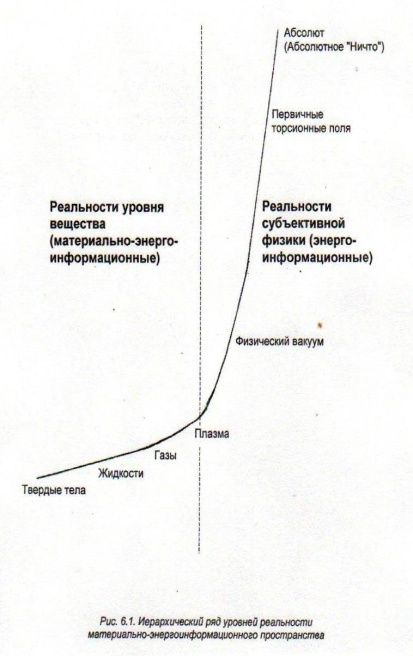 Абсолют
(Абсолютное "Ничто")
Первичные
торсионные поля
Реальности уровня
вещества
(материально-энерго-
информационные)
Реальности
субъективной
физики (энерго-
информационные)
Физический вакуум
Плазма
Газы
Жидкости
Твердые тела
Рис. 6.1. Иерархический ряд уровней реальности
материально-энергоинформационного пространства